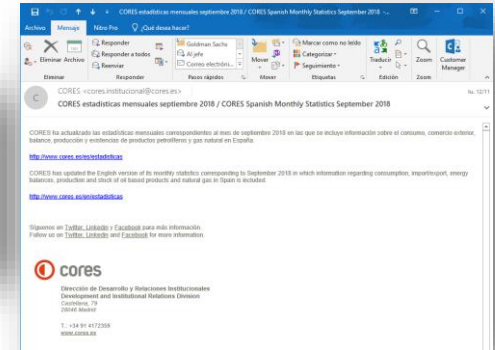 CORES estadísticas mensuales septiembre 2018 / CORES Spanish Monthly Statistics September 2018 -...
Archivo Mensaje Nitro Pro ¿Qué desea hacer?
Eliminar Archivo
Responder
Responder a todos
Reenviar
Goldman Sachs
Al jefe
Correo electróni...
Mover
Marcar como no leído
Categorizar
Seguimiento
Traducir
Zoom
Customer Manager
Eliminar Responder Pasos rápidos Mover Etiquetas Edición Zoom
C
CORES <cores.institucional@cores.es>
CORES estadísticas mensuales septiembre 2018 / CORES Spanish Monthly Statistics September 2018
CORES ha actualizado las estadísticas mensuales correspondientes al mes de septiembre 2018 en las que se incluye información sobre el consumo, comercio exterior,
balance, producción y existencias de productos petrolíferos y gas natural en España.
http://www.cores.es/es/estadisticas
CORES has updated the English version of its monthly statistics corresponding to September 2018 in which information regarding consumption, import/export, energy
balances, production and stock of oil based products and natural gas in Spain is included.
http://www.cores.es/en/estadisticas
Síguenos en Twitter, Linkedin y Facebook para más información.
Follow us on Twitter, Linkedin and Facebook for more information.
cores
Dirección de Desarrollo y Relaciones Institucionales
Development and Institutional Relations Division
Castellana, 79
28046 Madrid
T.: +34 91 4172359
www.cores.es